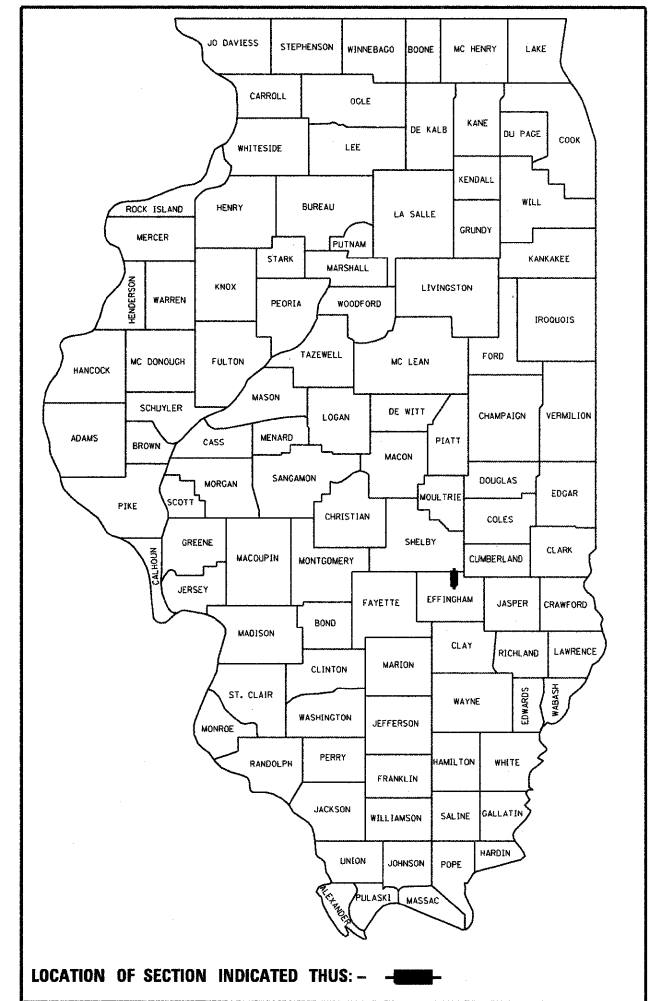 JO DAVIESS
STEPHENSON
WINNEBAGO
BOONE
MC HENRY
LAKE
CARROLL
OGLE
DE KALB
KANE
DU PAGE
COOK
WHITESIDE
LEE
KENDALL
WILL
ROCK ISLAND
HENRY
BUREAU
LA SALLE
GRUNDY
MERCER
PUTNAM
KANKAKEE
STARK
MARSHALL
HENDERSON
WARREN
KNOX
PEORIA
WOODFORD
LIVINGSTON
IROQUOIS
HANCOCK
MC DONOUGH
FULTON
TAZEWELL
MC LEAN
FORD
MASON
SCHUYLER
LOGAN
DE WITT
CHAMPAIGN
VERMILION
ADAMS
BROWN
CASS
MENARD
MACON
PIATT
MORGAN
SANGAMON
MOULTRIE
DOUGLAS
EDGAR
PIKE
SCOTT
CHRISTIAN
COLES
GREENE
MACOUPIN
MONTGOMERY
SHELBY
CUMBERLAND
CLARK
CALHOUN
JERSEY
FAYETTE
EFFINGHAM
JASPER
CRAWFORD
MADISON
BOND
CLAY
RICHLAND
LAWRENCE
CLINTON
MARION
ST. CLAIR
WASHINGTON
JEFFERSON
WAYNE
EDWARDS
WABASH
MONROE
RANDOLPH
PERRY
FRANKLIN
HAMILTON
WHITE
JACKSON
WILLIAMSON
SALINE
GALLATIN
UNION
JOHNSON
POPE
HARDIN
ALEXANDER
PULASKI
MASSAC
LOCATION OF SECTION INDICATED THUS: -